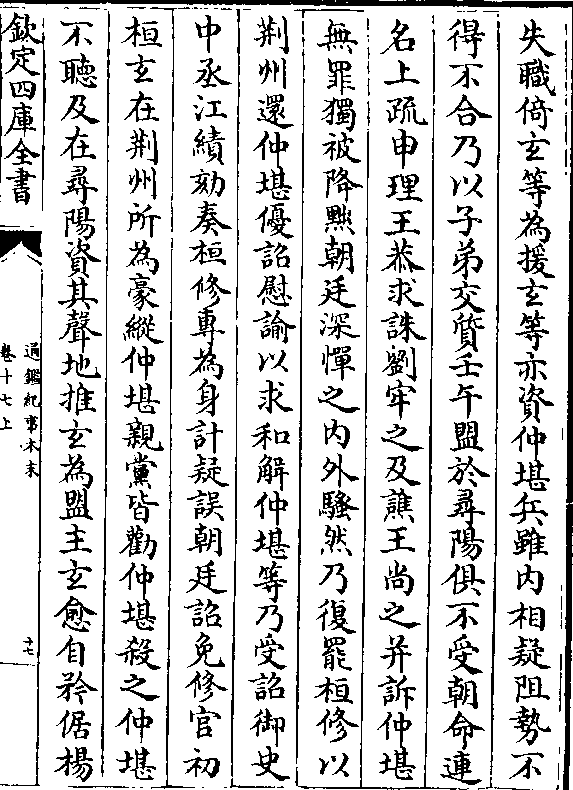 失職倚玄等為援玄等亦資仲堪兵雖内相疑阻勢不
得不合乃以子弟交質壬午盟於尋陽俱不受朝命連
名上疏申理王恭求誅劉牢之及譙王尚之并訴仲堪
無罪獨被降黜朝廷深憚之内外騷然乃復罷桓修以
荆州還仲堪優詔慰諭以求和解仲堪等乃受詔御史
中丞江績劾奏桓修專為身計疑誤朝廷詔免修官初
桓玄在荆州所為豪縱仲堪親黨皆勸仲堪殺之仲堪
不聽及在尋陽資其聲地推玄為盟主玄愈自矜倨楊
欽定四庫全書
通鑑紀事本末
卷十七上
十七